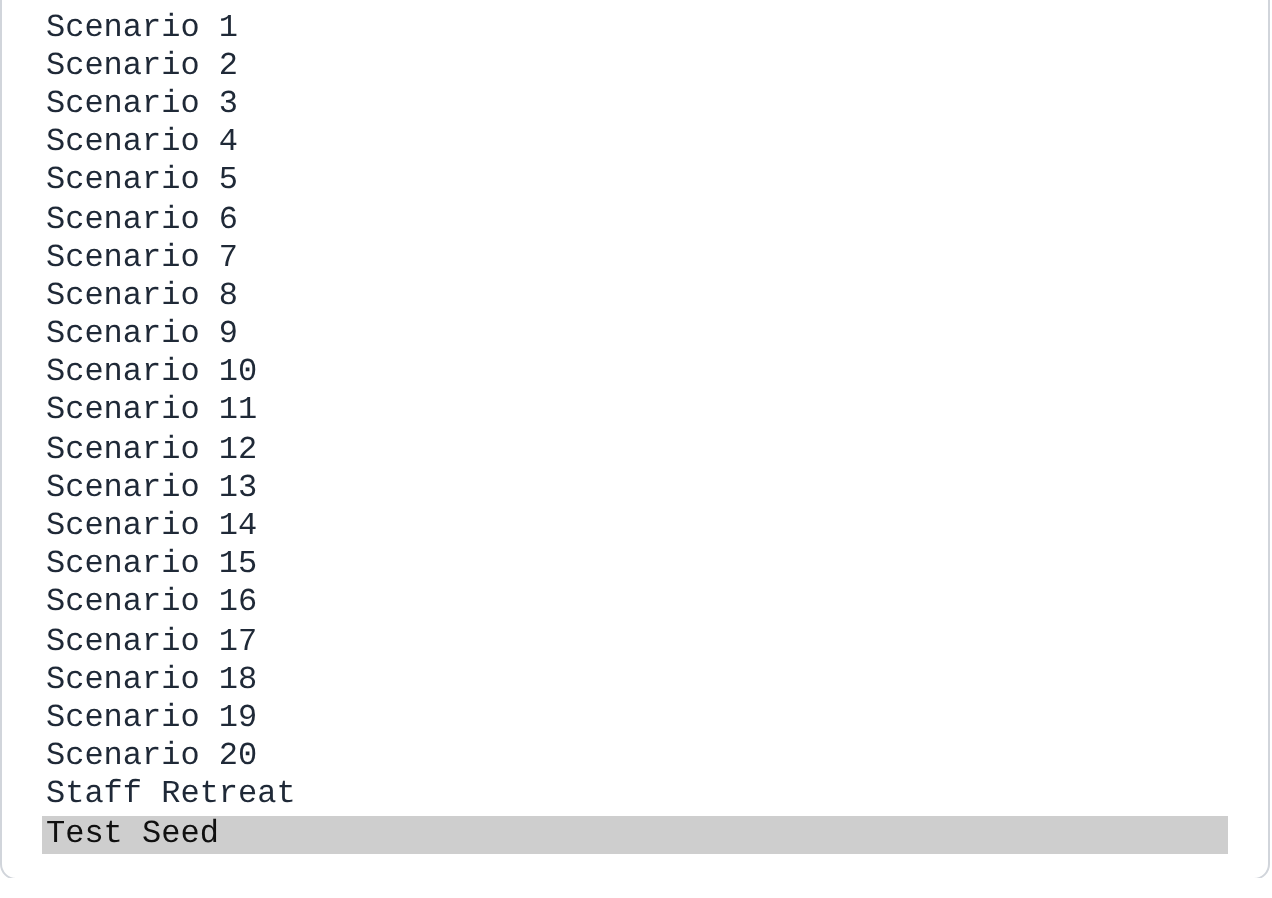 Scenario 1
Scenario 2
Scenario 3
Scenario 4
Scenario 5
Scenario 6
Scenario 7
Scenario 8
Scenario 9
Scenario 10
Scenario 11
Scenario 12
Scenario 13
Scenario 14
Scenario 15
Scenario 16
Scenario 17
Scenario 18
Scenario 19
Scenario 20
Staff Retreat
Test Seed